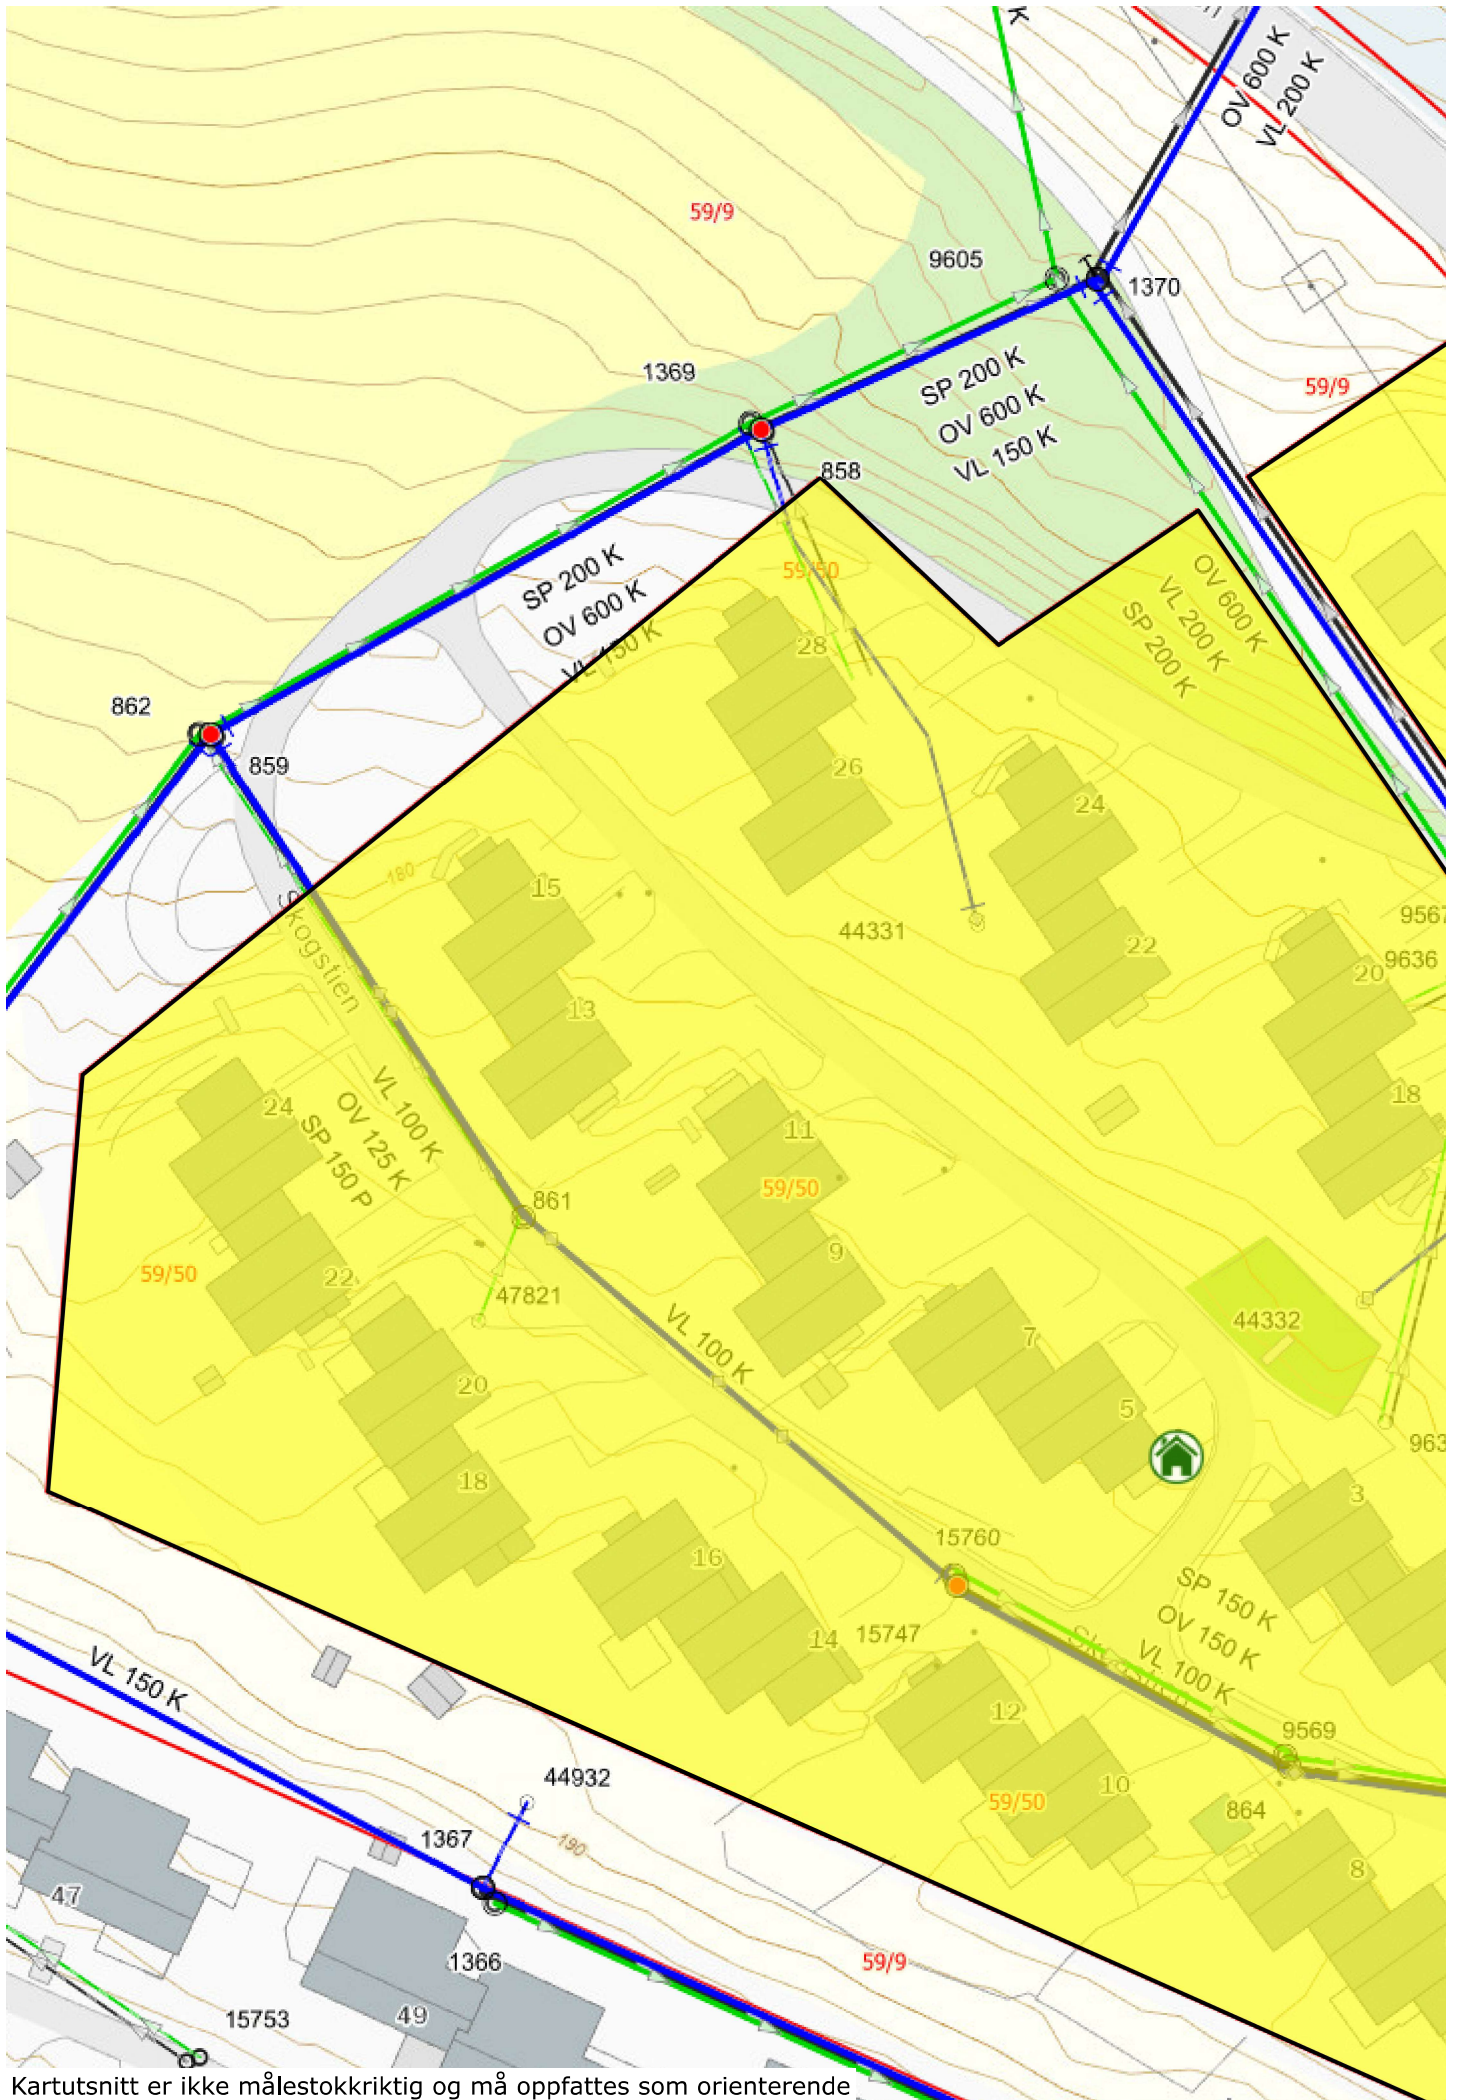 OV 600 K
VL 200 K
K
59/9
9605
1370
1369
SP 200 K
OV 600 K
VL 150 K
59/9
858
SP 200 K
OV 600 K
VL 150 K
59/50
OV 600 K
VL 200 K
SP 200 K
28
862
859
26
24
180
15
44331
22
9567
9636
20
Skogstien
13
18
24
VL 100 K
OV 125 K
SP 150 P
11
59/50
861
9
59/50
22
47821
VL 100 K
7
44332
20
5
963
18
3
15760
16
SP 150 K
OV 150 K
VL 100 K
14
15747
VL 150 K
12
9569
44932
59/50
10
864
1367
190
8
47
1366
59/9
15753
49
Kartutsnitt er ikke målestokkriktig og må oppfattes som orienterende